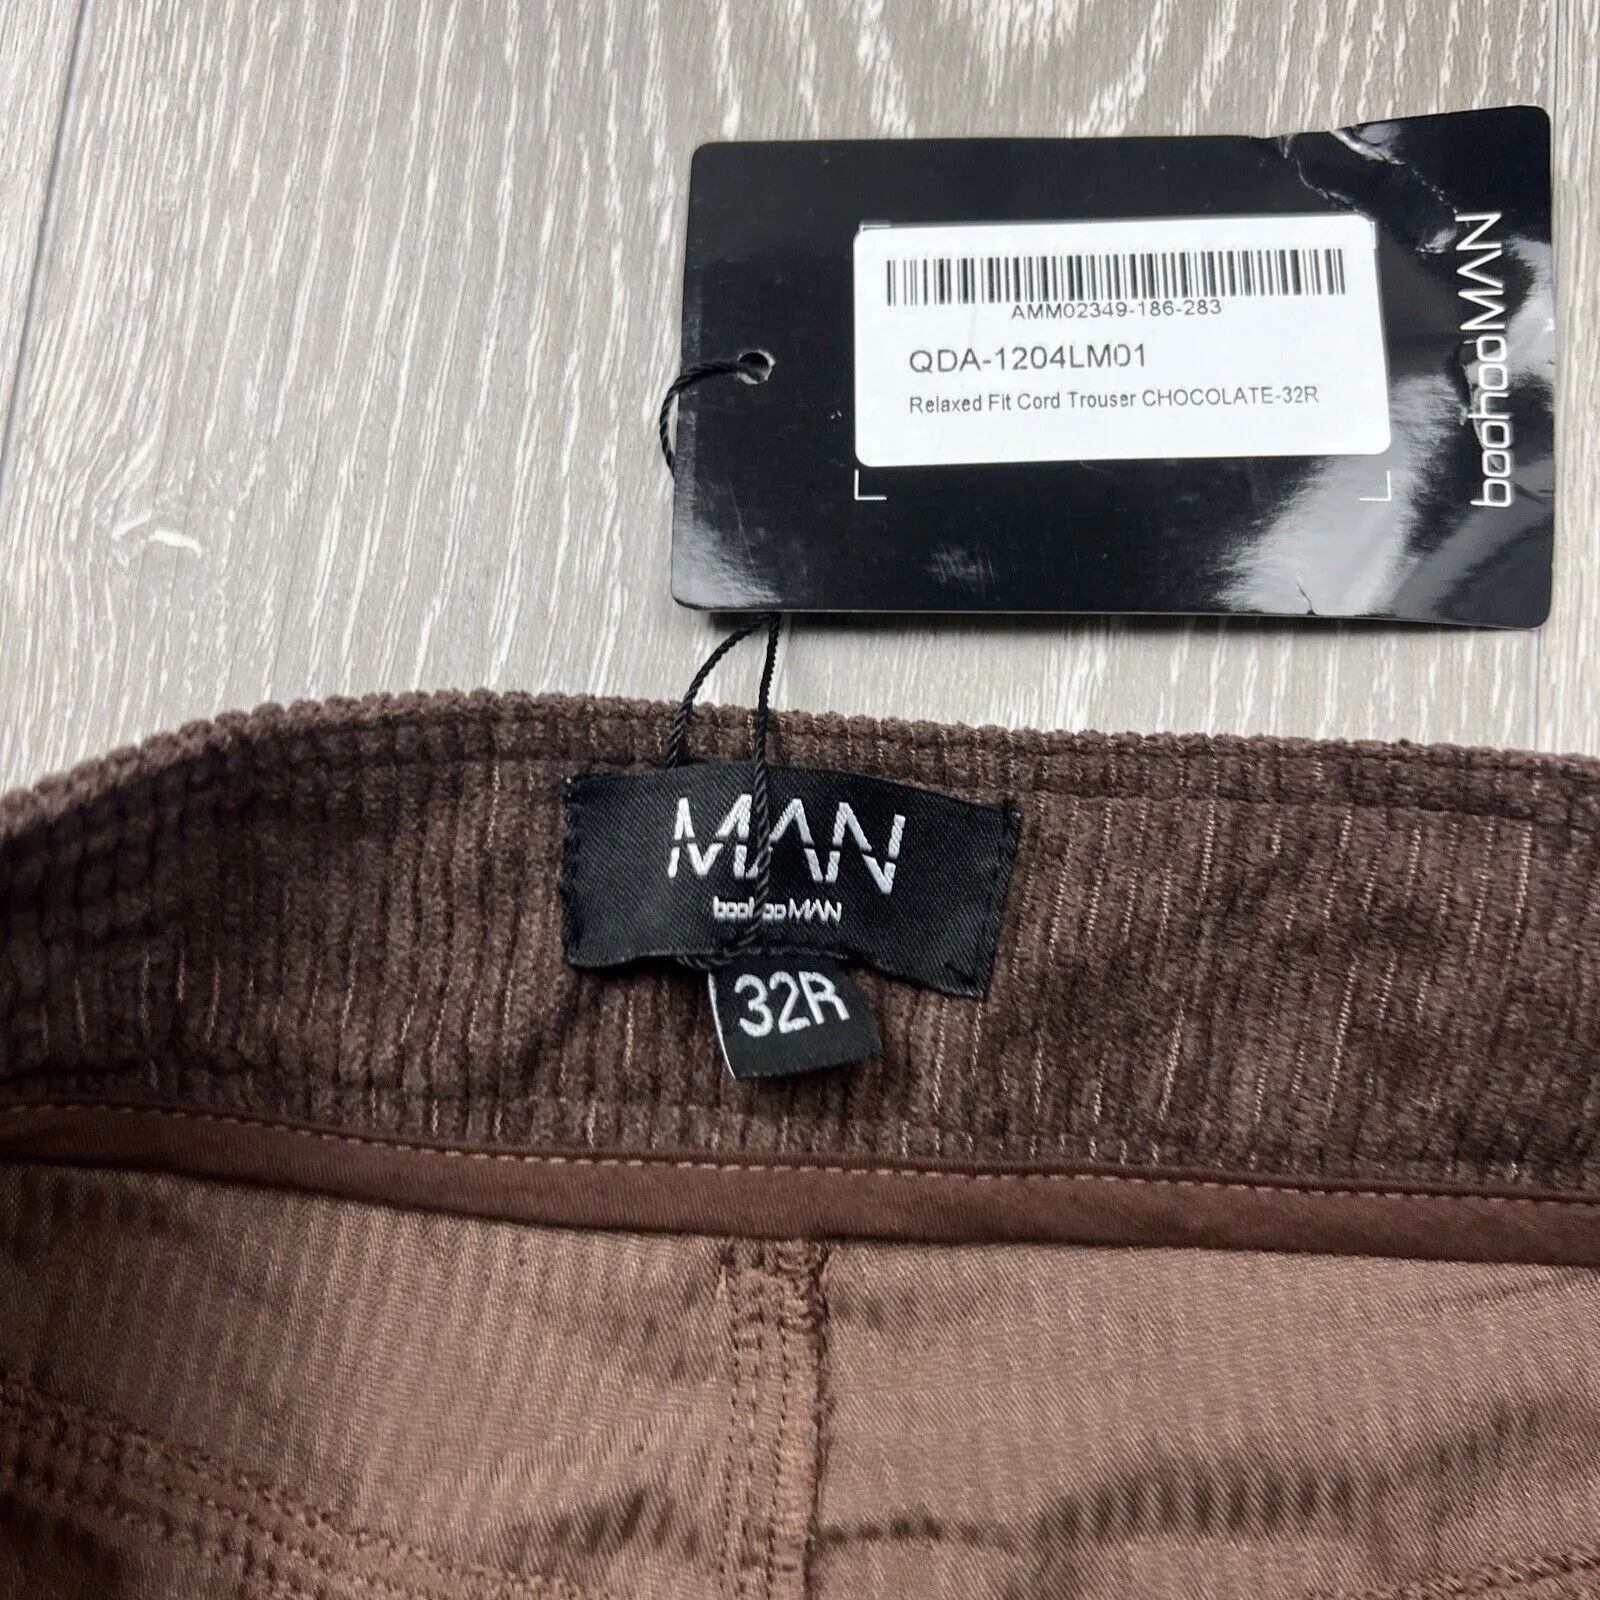 AMM02349-186-283
QDA-1204LM01
Relaxed Fit Cord Trouser CHOCOLATE-32R
boohooMAN
MAN
boohooMAN
32R